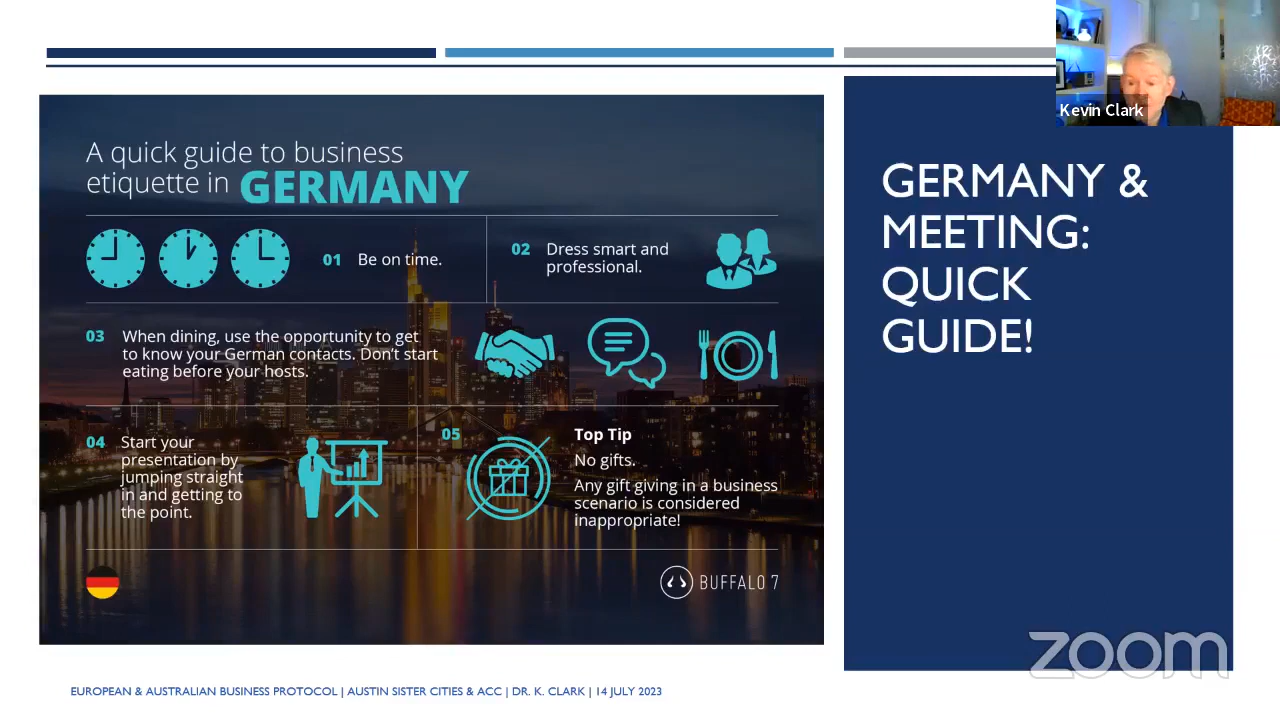 Kevin Clark
A quick guide to business
etiquette in GERMANY
01 Be on time.
02 Dress smart and
professional.
03 When dining, use the opportunity to get
to know your German contacts. Don't start
eating before your hosts.
04 Start your
presentation by
jumping straight
in and getting to
the point.
05 Top Tip
No gifts.
Any gift giving in a business
scenario is considered
inappropriate!
BUFFALO 7
GERMANY &
MEETING:
QUICK
GUIDE!
zoom
EUROPEAN & AUSTRALIAN BUSINESS PROTOCOL | AUSTIN SISTER CITIES & ACC | DR. K. CLARK | 14 JULY 2023